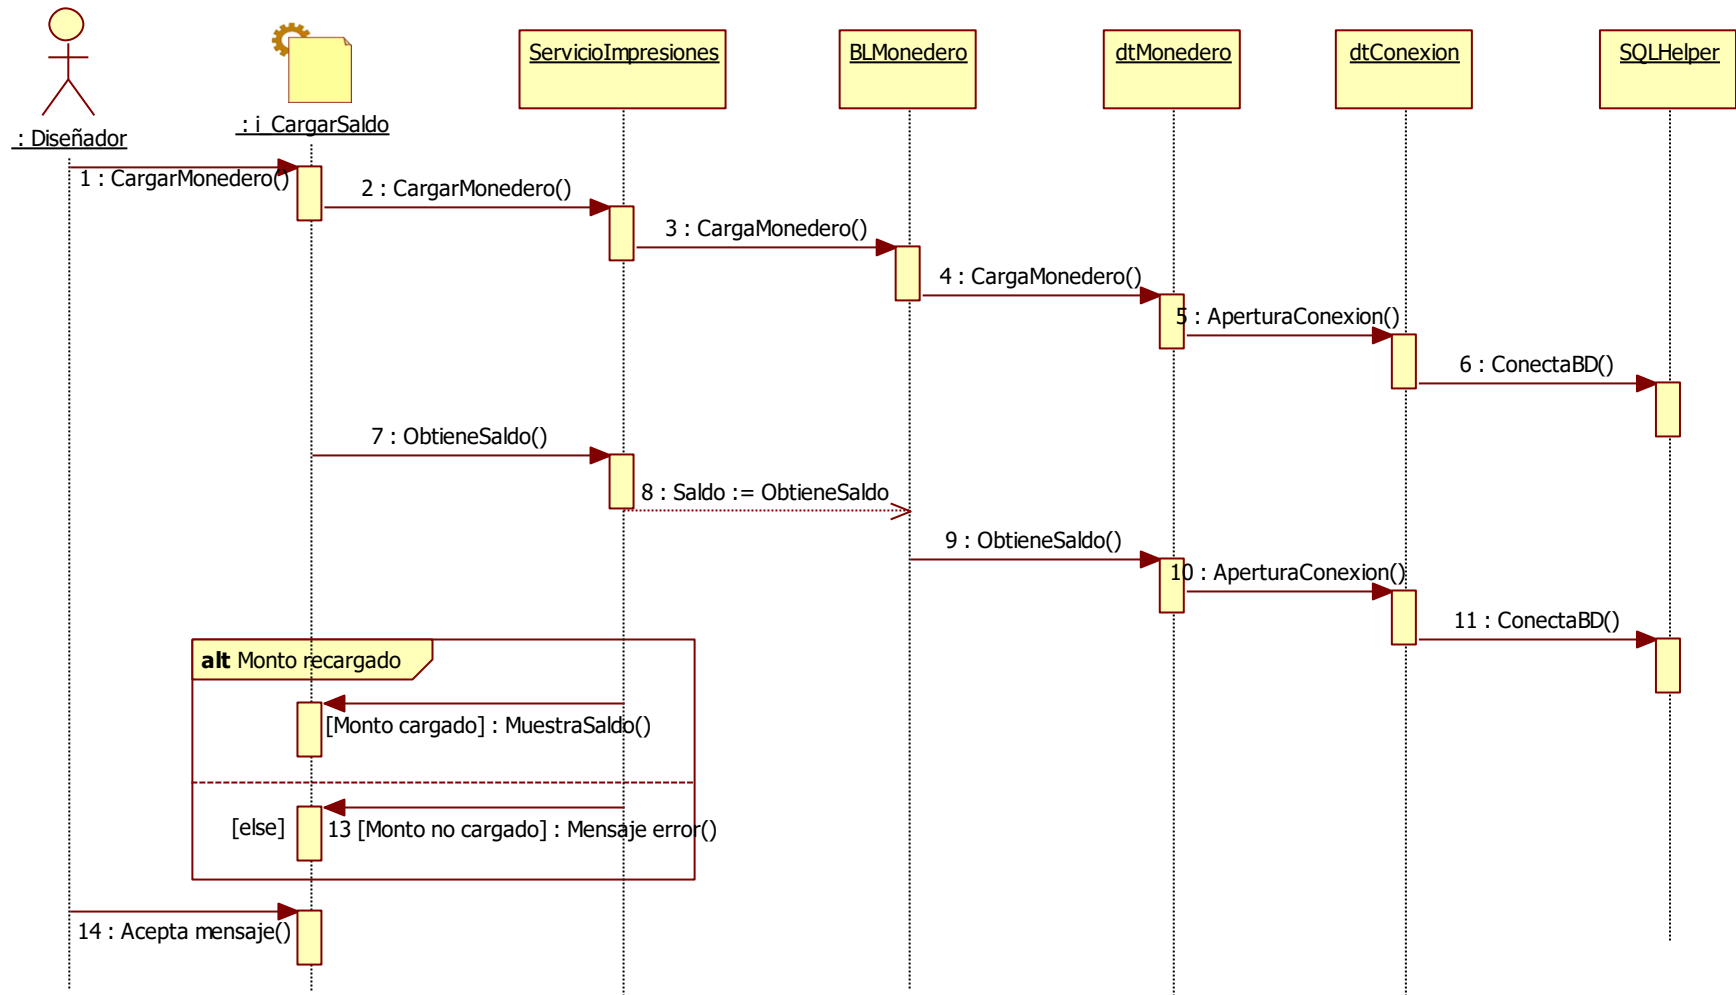 : Diseñador
: i_CargarSaldo
ServicioImpresiones
BLMonedero
dtMonedero
dtConexion
SQLHelper
1 : CargarMonedero()
2 : CargarMonedero()
3 : CargaMonedero()
4 : CargaMonedero()
5 : AperturaConexion()
6 : ConectaBD()
7 : ObtieneSaldo()
8 : Saldo := ObtieneSaldo
9 : ObtieneSaldo()
10 : AperturaConexion()
11 : ConectaBD()
alt Monto recargado
[Monto cargado] : MuestraSaldo()
[else]
13 [Monto no cargado] : Mensaje error()
14 : Acepta mensaje()